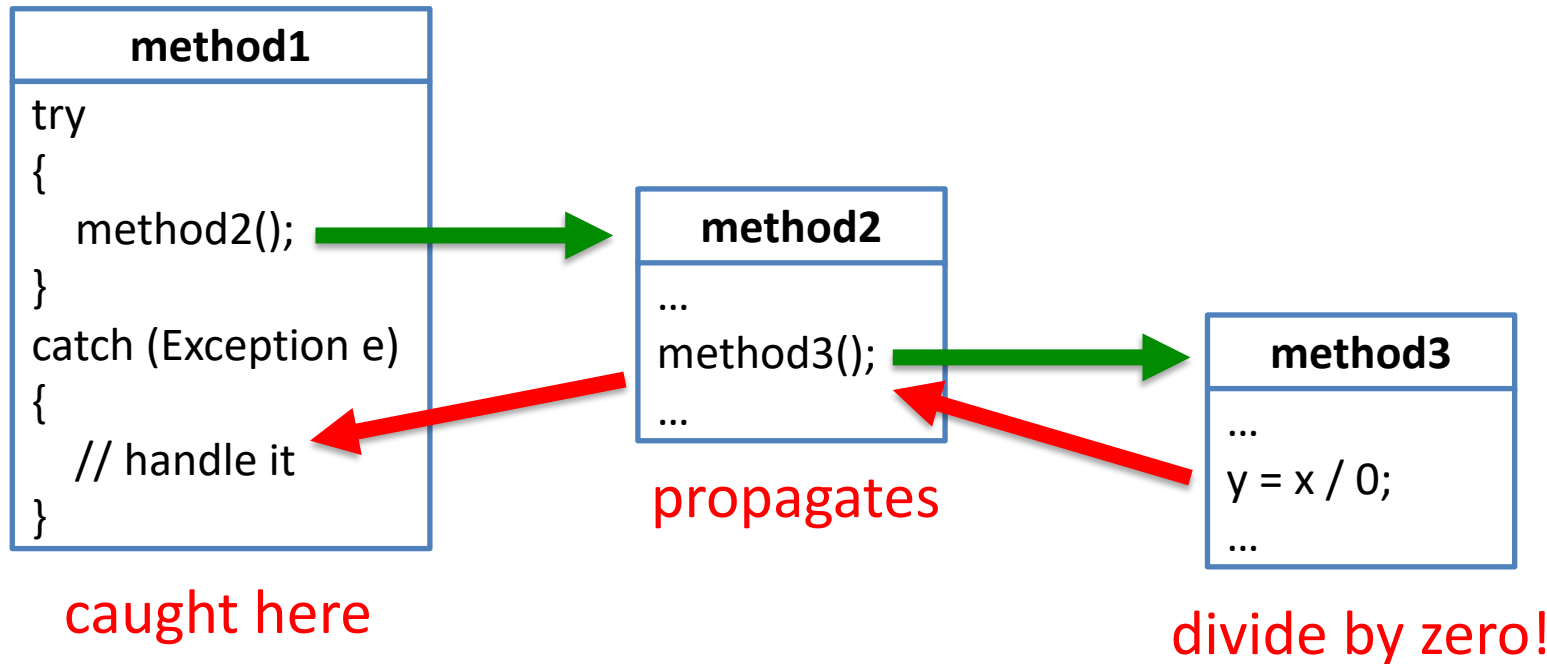 method1
try
{
method2();
}
catch (Exception e)
{
// handle it
}
caught here
method2
...
method3();
...
propagates
method3
...
y = x / 0;
...
divide by zero!